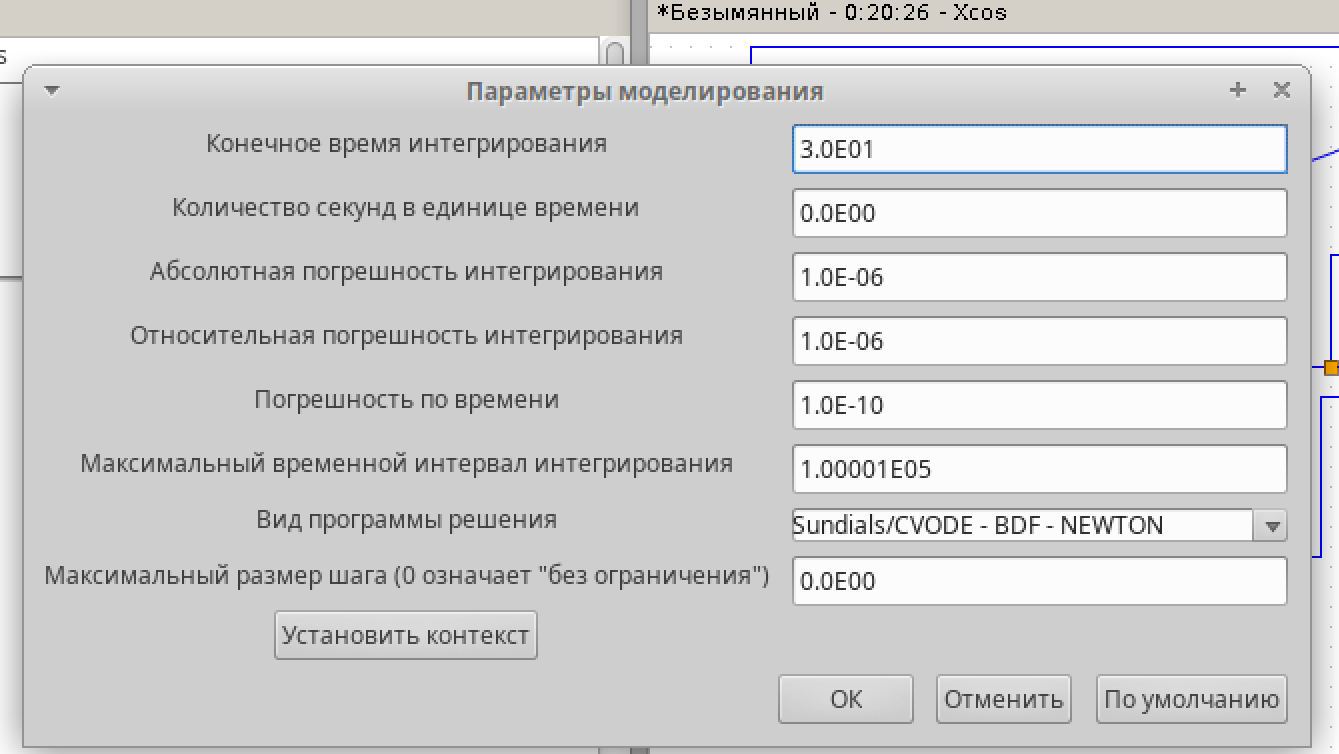 *Безымянный - 0:20:26 - Xcos
s
Параметры моделирования
Конечное время интегрирования 3.0E01
Количество секунд в единице времени 0.0E00
Абсолютная погрешность интегрирования 1.0E-06
Относительная погрешность интегрирования 1.0E-06
Погрешность по времени 1.0E-10
Максимальный временной интервал интегрирования 1.00001E05
Вид программы решения Sundials/CVODE - BDF - NEWTON
Максимальный размер шага (0 означает "без ограничения") 0.0E00
Установить контекст
ОК Отменить По умолчанию